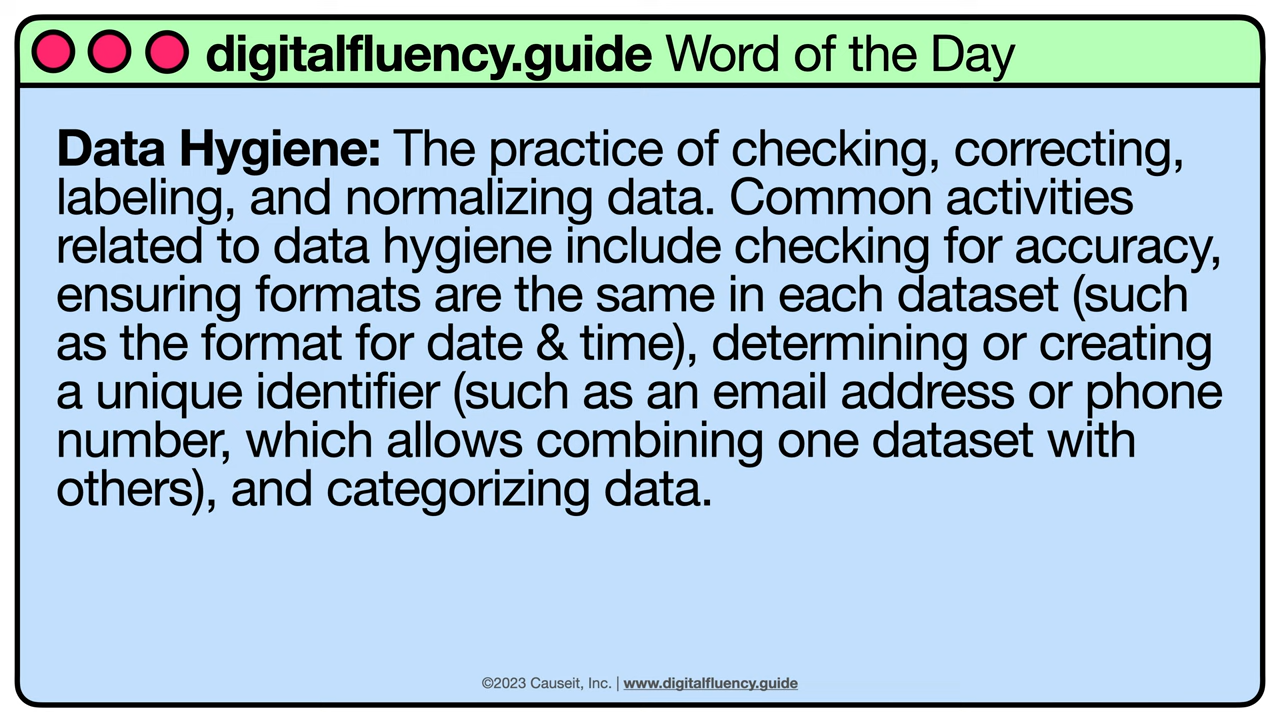 digitalfluency.guide Word of the Day
Data Hygiene: The practice of checking, correcting,
labeling, and normalizing data. Common activities
related to data hygiene include checking for accuracy,
ensuring formats are the same in each dataset (such
as the format for date & time), determining or creating
a unique identifier (such as an email address or phone
number, which allows combining one dataset with
others), and categorizing data.
©2023 Causeit, Inc. | www.digitalfluency.guide